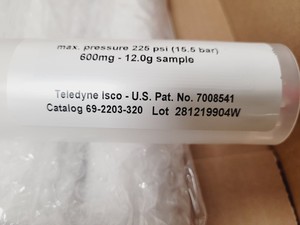 max. pressure 225 psi (15.5 bar)
600mg - 12.0g sample
Teledyne Isco - U.S. Pat. No. 7008541
Catalog 69-2203-320 Lot 281219904W